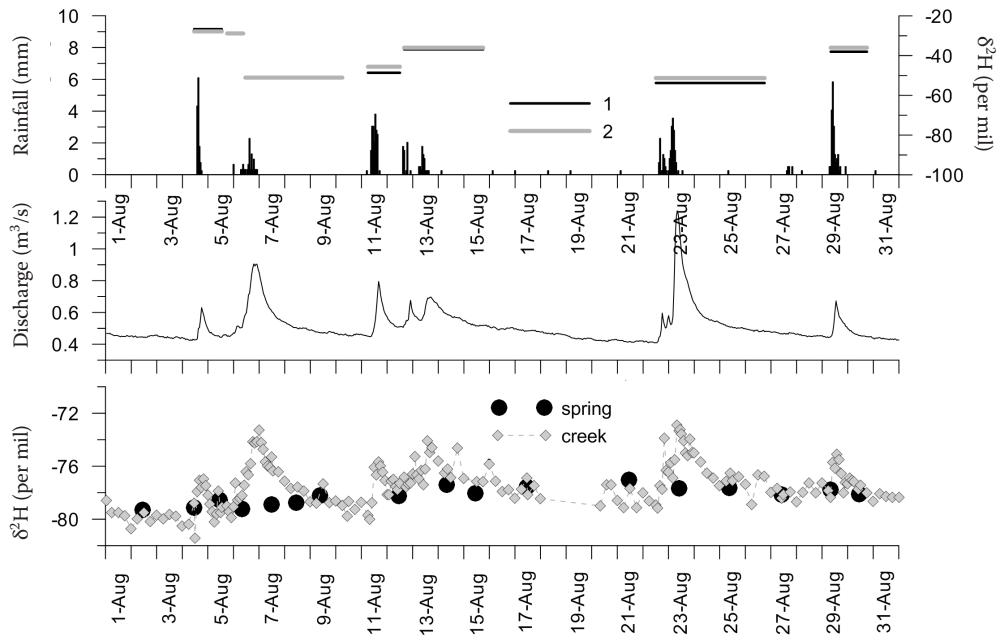 Rainfall (mm)
10
8
6
4
2
0
1
2
-20
-40
-60
-80
-100
δ²H (per mil)
1-Aug
3-Aug
5-Aug
7-Aug
9-Aug
11-Aug
13-Aug
15-Aug
17-Aug
19-Aug
21-Aug
23-Aug
25-Aug
27-Aug
29-Aug
31-Aug
Discharge (m³/s)
1.2
1
0.8
0.6
0.4
δ²H (per mil)
-72
-76
-80
spring
creek
1-Aug
3-Aug
5-Aug
7-Aug
9-Aug
11-Aug
13-Aug
15-Aug
17-Aug
19-Aug
21-Aug
23-Aug
25-Aug
27-Aug
29-Aug
31-Aug